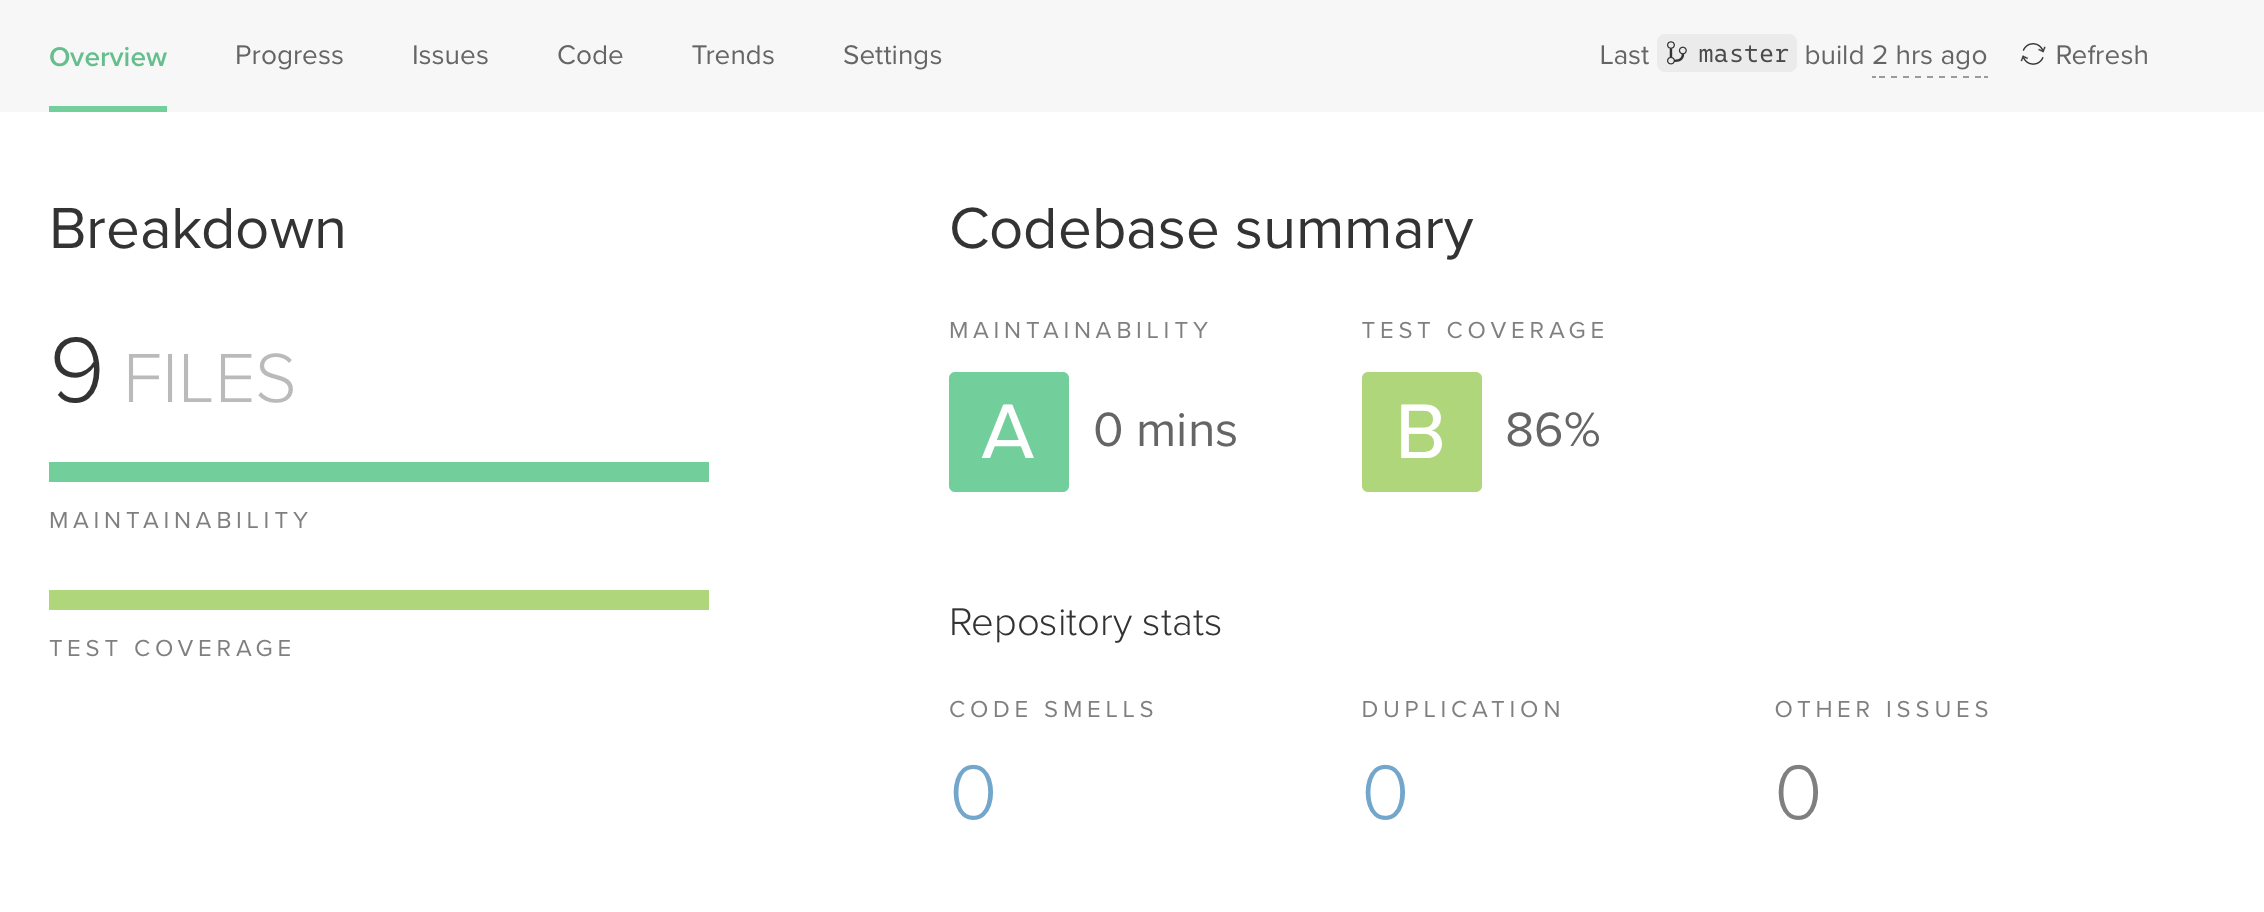 Overview Progress Issues Code Trends Settings Last master build 2 hrs ago Refresh
Breakdown
9 FILES
MAINTAINABILITY
TEST COVERAGE
Codebase summary
MAINTAINABILITY TEST COVERAGE
A 0 mins B 86%
Repository stats
CODE SMELLS DUPLICATION OTHER ISSUES
0 0 0